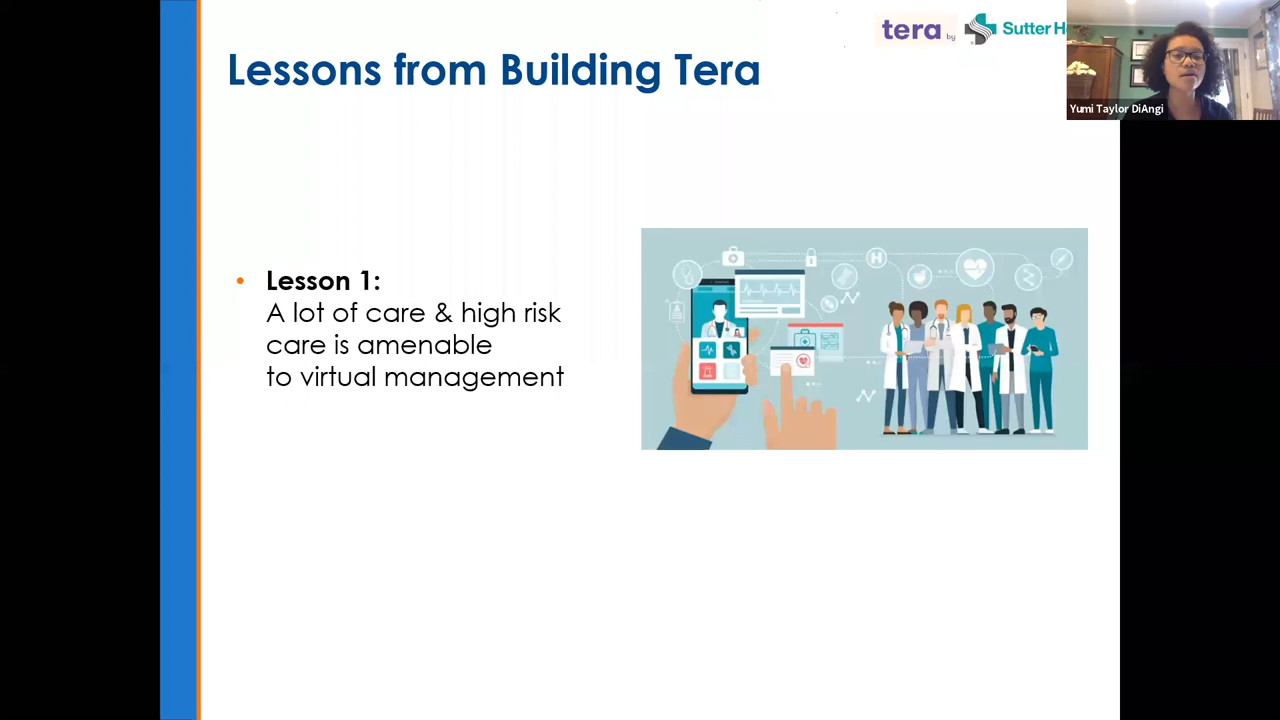 tera by Sutter H
Yumi Taylor DiAngi
Lessons from Building Tera
• Lesson 1:
A lot of care & high risk
care is amenable
to virtual management
H